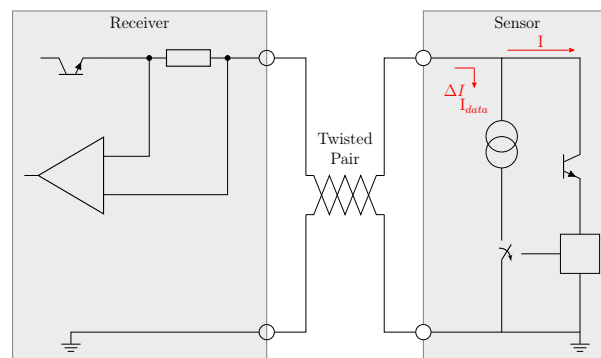 Receiver
Sensor
I
ΔI
I_data
Twisted
Pair